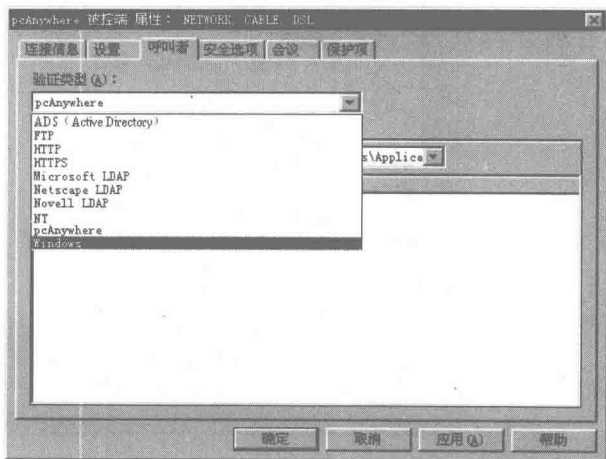 pcAnywhere 被控端 属性： NETWORK, CABLE, DSL
连接信息 设置 呼叫者 安全选项 会议 保护项
验证类型(A)：
pcAnywhere
ADS（Active Directory）
FTP
HTTP
HTTPS
Microsoft LDAP
Netscape LDAP
Novell LDAP
NT
pcAnywhere
Windows
s\Applica
确定 取消 应用(A) 帮助